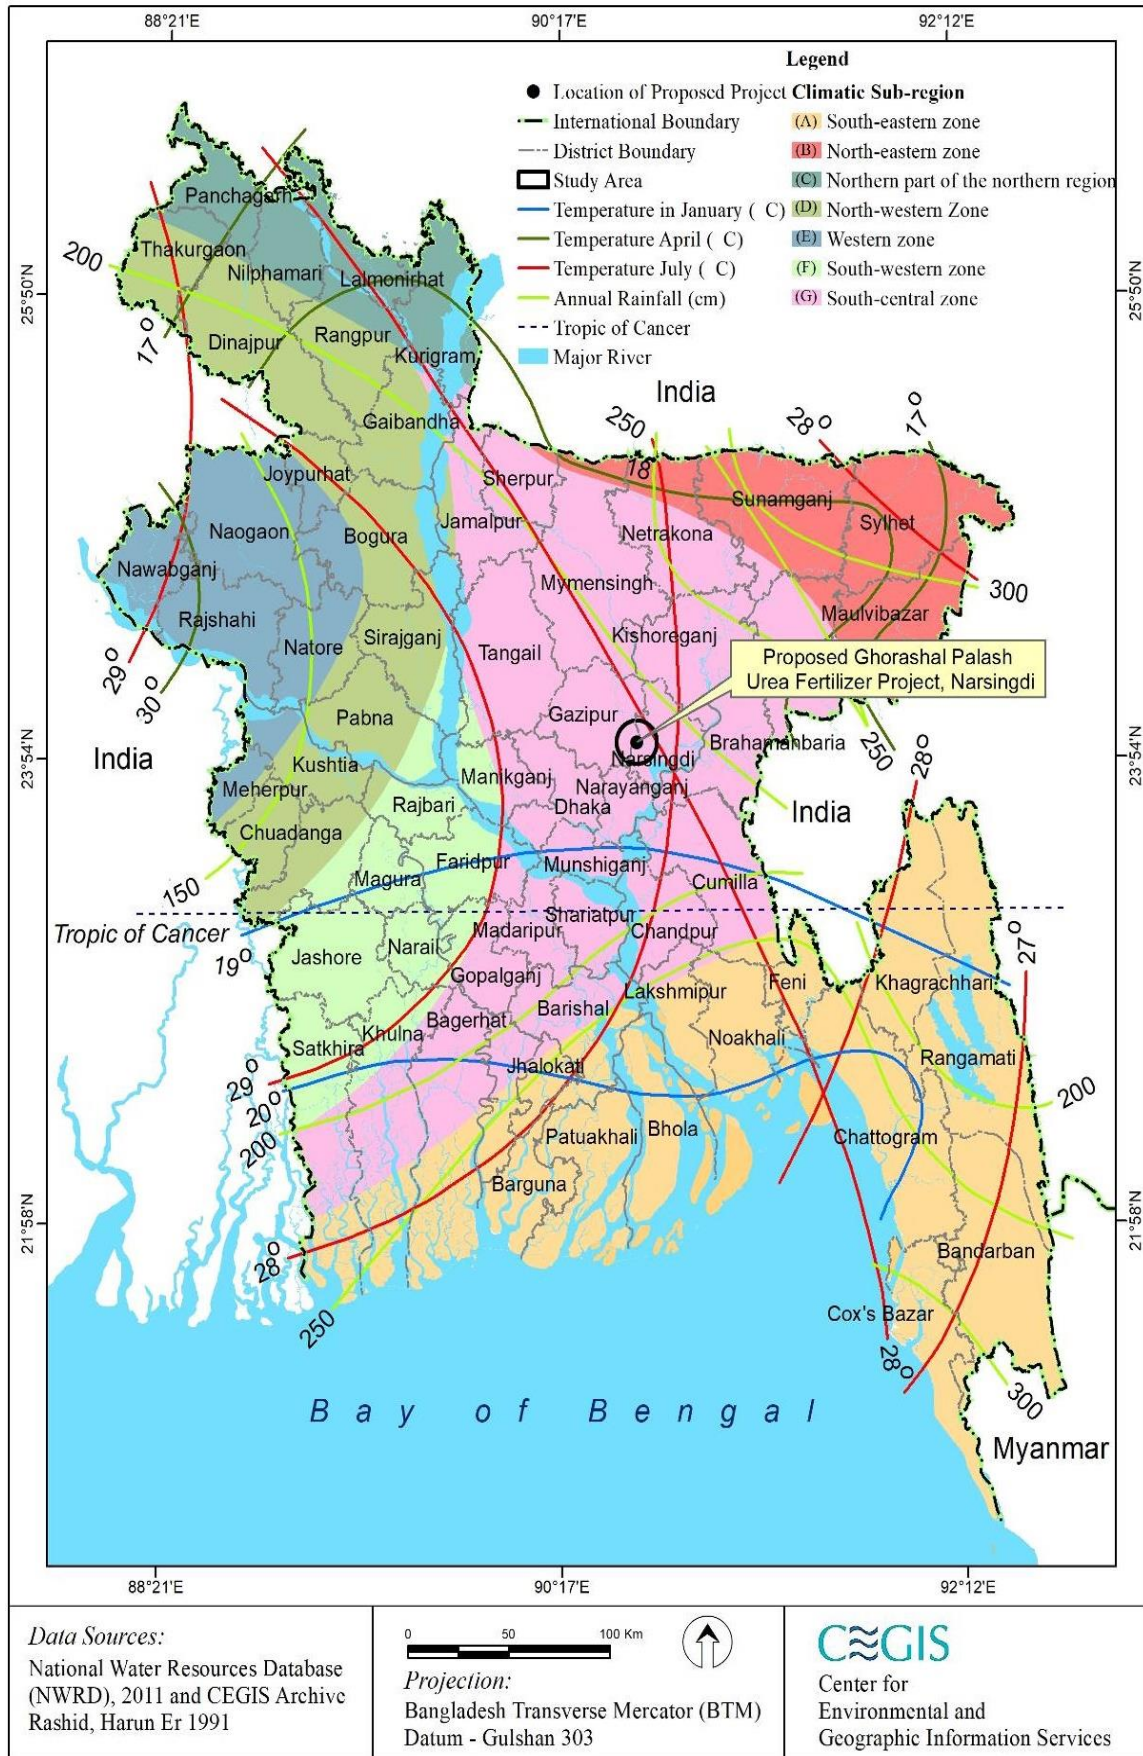 88°21'E
90°17'E
92°12'E
Legend
Location of Proposed Project
International Boundary
District Boundary
Study Area
Temperature in January ( C)
Temperature April ( C)
Temperature July ( C)
Annual Rainfall (cm)
Tropic of Cancer
Major River
Climatic Sub-region
(A) South-eastern zone
(B) North-eastern zone
(C) Northern part of the northern region
(D) North-western Zone
(E) Western zone
(F) South-western zone
(G) South-central zone
Panchagarh
Thakurgaon
200
Nilphamari
Lalmonirhat
25°50'N
25°50'N
17°
Dinajpur
Rangpur
Kurigram
India
Gaibandha
250
28°
17°
18
Joypurhat
Sherpur
Sunamganj
Jamalpur
Sylhet
Naogaon
Bogura
Netrakona
Nawabganj
Mymensingh
300
Rajshahi
Maulvibazar
Natore
Sirajganj
Kishoreganj
Tangail
29°
30°
Proposed Ghorashal Palash
Urea Fertilizer Project, Narsingdi
Pabna
Gazipur
Brahamanbaria
250
28°
23°54'N
23°54'N
India
Kushtia
Narsingdi
Manikganj
Meherpur
Narayanganj
Rajbari
Dhaka
India
Chuadanga
Faridpur
Munshiganj
150
Magura
Cumilla
Shariatpur
Tropic of Cancer
Madaripur
Chandpur
19°
Jashore
Narail
27°
Gopalganj
Feni
Khagrachhari
Lakshmipur
Barishal
Bagerhat
Khulna
Noakhali
Satkhira
Rangamati
Jhalokati
29°
20°
200
200
Patuakhali
Bhola
Chattogram
Barguna
21°58'N
21°58'N
28°
Bandarban
250
Cox's Bazar
28°
300
Bay of Bengal
Myanmar
88°21'E
90°17'E
92°12'E
Data Sources:
National Water Resources Database
(NWRD), 2011 and CEGIS Archive
Rashid, Harun Er 1991
0 50 100 Km
Projection:
Bangladesh Transverse Mercator (BTM)
Datum - Gulshan 303
CEGIS
Center for
Environmental and
Geographic Information Services